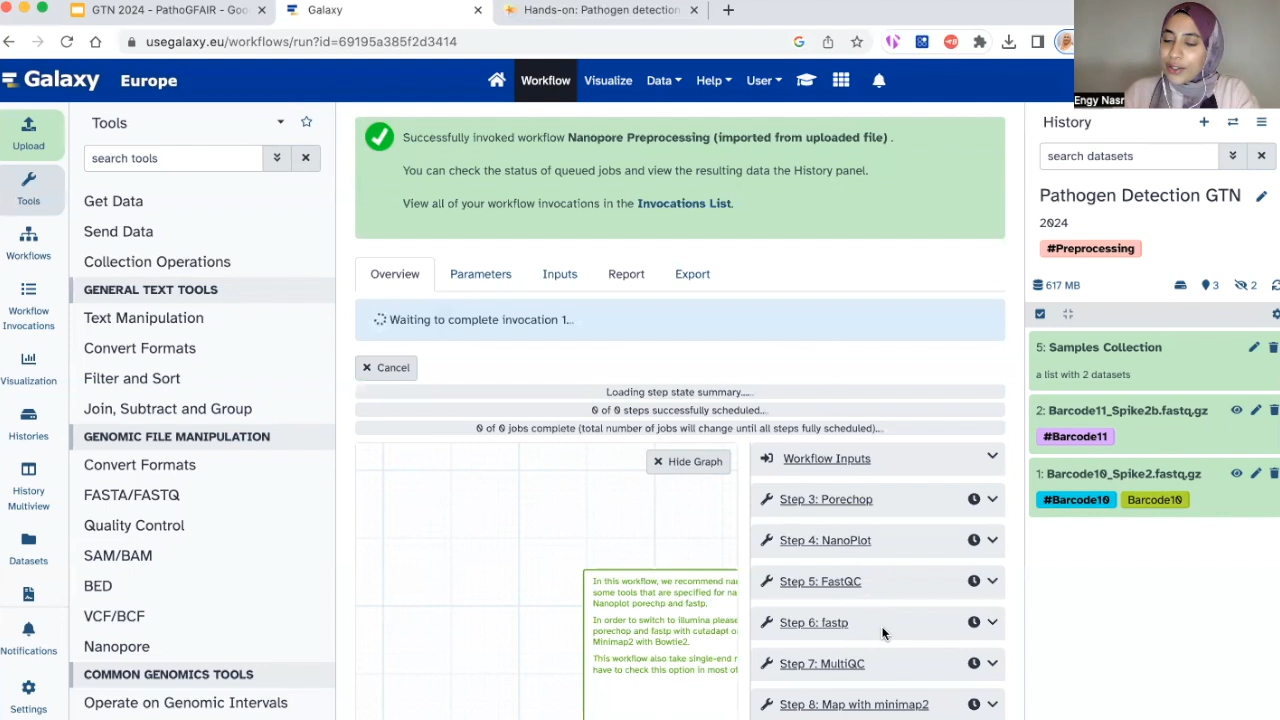 GTN 2024 - PathoGFAIR - Goo
Galaxy
Hands-on: Pathogen detection
usegalaxy.eu/workflows/run?id=69195a385f2d3414
Engy Nasr
Galaxy Europe
Workflow Visualize Data Help User
Upload
Tools
Workflows
Workflow Invocations
Visualization
Histories
History Multiview
Datasets
Notifications
Settings
Tools
search tools
Get Data
Send Data
Collection Operations
GENERAL TEXT TOOLS
Text Manipulation
Convert Formats
Filter and Sort
Join, Subtract and Group
GENOMIC FILE MANIPULATION
Convert Formats
FASTA/FASTQ
Quality Control
SAM/BAM
BED
VCF/BCF
Nanopore
COMMON GENOMICS TOOLS
Operate on Genomic Intervals
Successfully invoked workflow Nanopore Preprocessing (imported from uploaded file) .
You can check the status of queued jobs and view the resulting data the History panel.
View all of your workflow invocations in the Invocations List.
Overview Parameters Inputs Report Export
Waiting to complete invocation 1...
Cancel
Loading step state summary.....
0 of 0 steps successfully scheduled...
0 of 0 jobs complete (total number of jobs will change until all steps fully scheduled)...
Hide Graph
In this workflow, we recommend na
some tools that are specified for na
Nanoplot porechp and fastp.
In order to switch to illumina please
porechop and fastp with cutadapt o
Minimap2 with Bowtie2.
This workflow also take single-end r
have to check this option in most of
Workflow Inputs
Step 3: Porechop
Step 4: NanoPlot
Step 5: FastQC
Step 6: fastp
Step 7: MultiQC
Step 8: Map with minimap2
History
search datasets
Pathogen Detection GTN
2024
#Preprocessing
617 MB 3 2
5: Samples Collection
a list with 2 datasets
2: Barcode11_Spike2b.fastq.gz
#Barcode11
1: Barcode10_Spike2.fastq.gz
#Barcode10 Barcode10